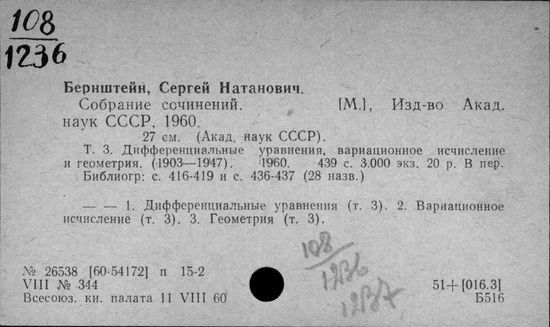 108
1236
Бернштейн, Сергей Натанович.
Собрание сочинений. [М.], Изд-во Акад.
наук СССР, 1960.
27 см. (Акад. наук СССР).
Т. 3. Дифференциальные уравнения, вариационное исчисление
и геометрия. (1903—1947). 1960. 439 с. 3.000 экз. 20 р. В пер.
Библиогр: с. 416-419 и с. 436-437 (28 назв.)
— — 1. Дифференциальные уравнения (т. 3). 2. Вариационное
исчисление (т. 3). 3. Геометрия (т. 3).
108
1236
1237
№ 26538 [60-54172] п 15-2
VIII № 344
Всесоюз. кн. палата 11 VIII 60
51+[016.3]
Б516